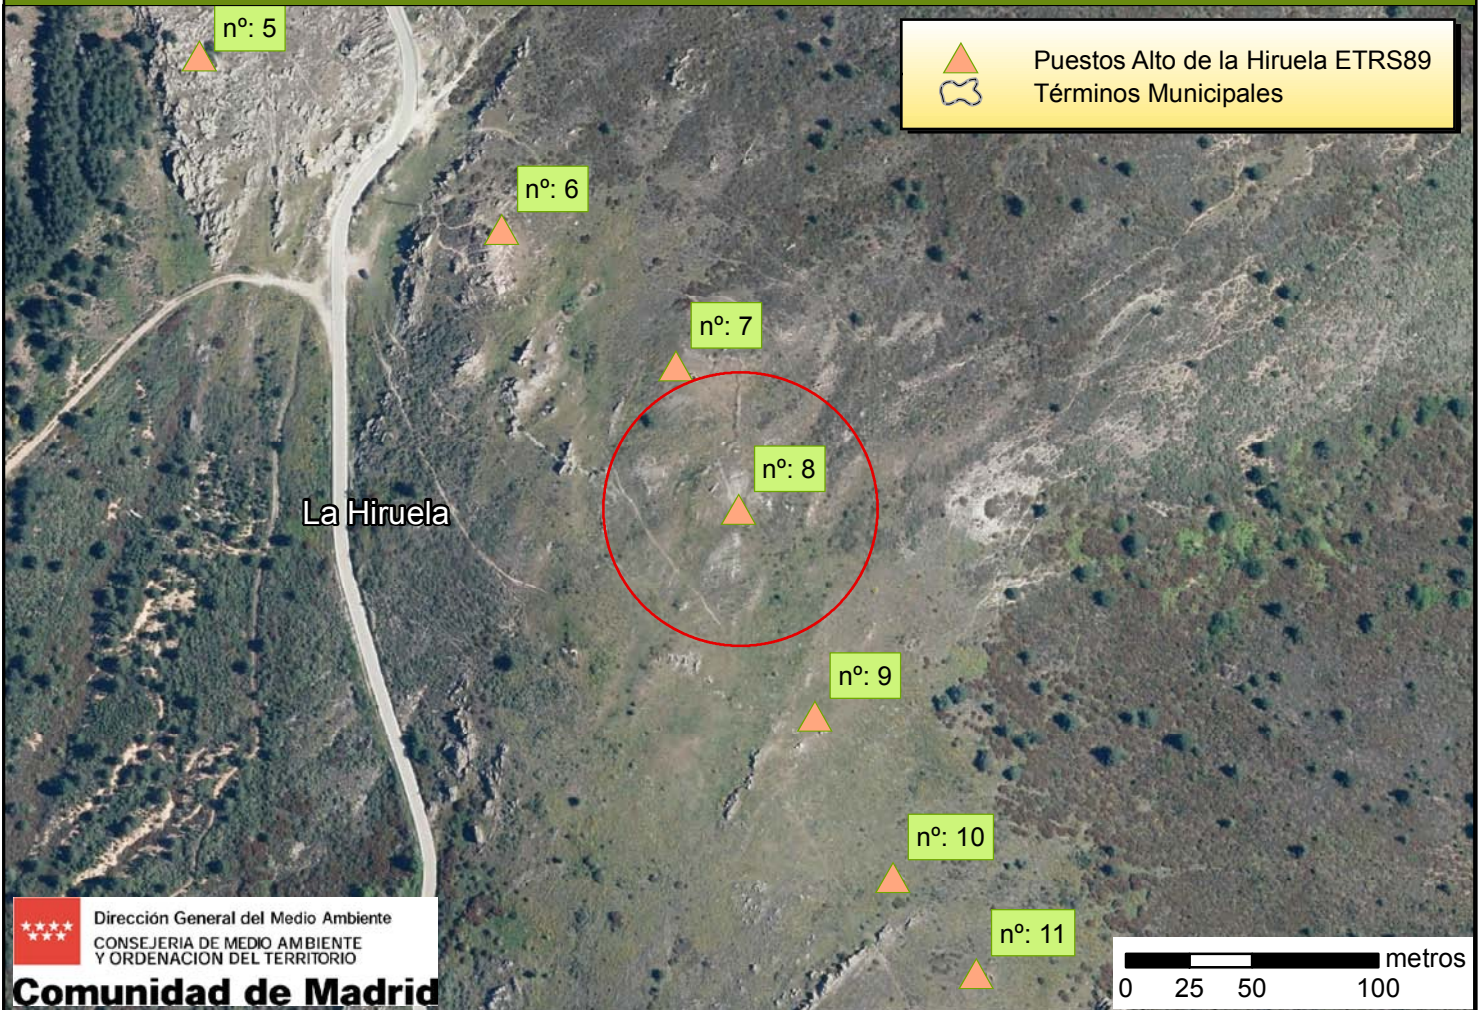 nº: 5
Puestos Alto de la Hiruela ETRS89
Términos Municipales
nº: 6
nº: 7
nº: 8
La Hiruela
nº: 9
nº: 10
nº: 11
Dirección General del Medio Ambiente
CONSEJERIA DE MEDIO AMBIENTE
Y ORDENACION DEL TERRITORIO
Comunidad de Madrid
metros
0 25 50 100